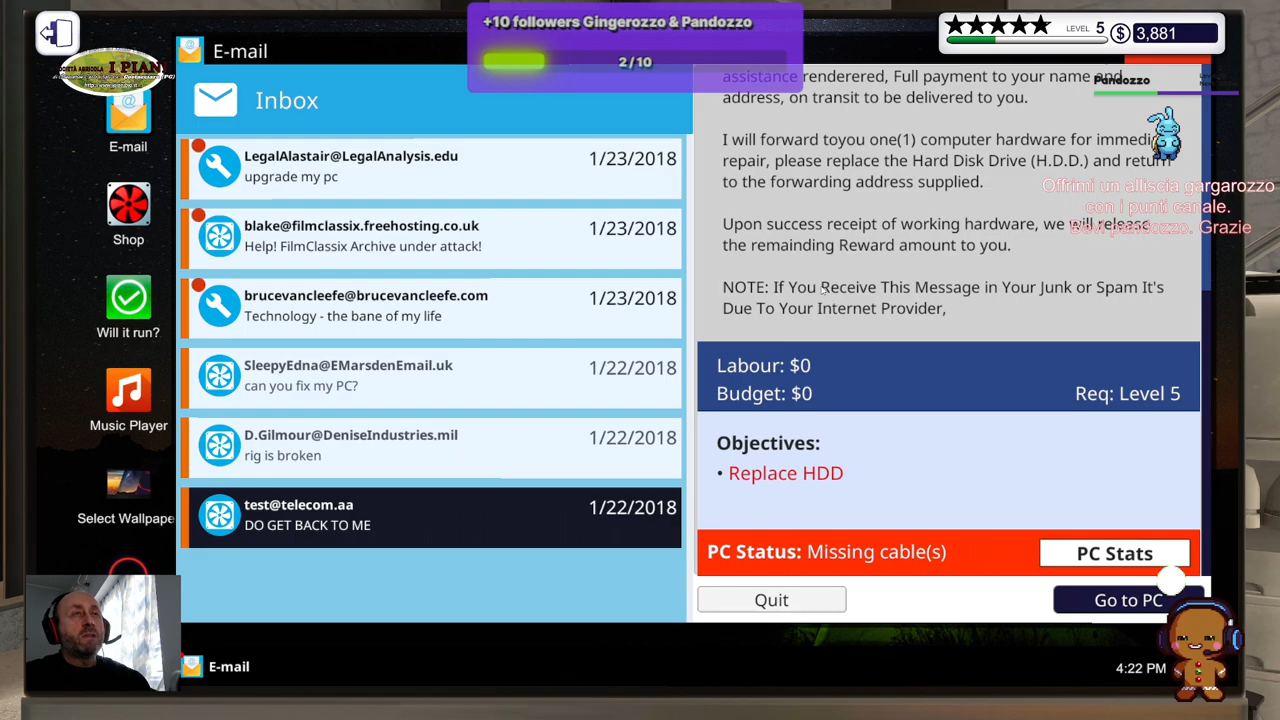 +10 followers Gingerozzo & Pandozzo
2/10
LEVEL 5
$ 3,881
SOCIETÀ AGRICOLA I PIANI
E-mail
Inbox
E-mail
Shop
Will it run?
Music Player
Select Wallpape
LegalAlastair@LegalAnalysis.edu
1/23/2018
upgrade my pc
blake@filmclassix.freehosting.co.uk
1/23/2018
Help! FilmClassix Archive under attack!
brucevancleefe@brucevancleefe.com
1/23/2018
Technology - the bane of my life
SleepyEdna@EMarsdenEmail.uk
1/22/2018
can you fix my PC?
D.Gilmour@DeniseIndustries.mil
1/22/2018
rig is broken
test@telecom.aa
1/22/2018
DO GET BACK TO ME
assistance renderered, Full payment to your name and
address, on transit to be delivered to you.
I will forward toyou one(1) computer hardware for immedi
repair, please replace the Hard Disk Drive (H.D.D.) and return
to the forwarding address supplied.
Upon success receipt of working hardware, we will release
the remainding Reward amount to you.
NOTE: If You Receive This Message in Your Junk or Spam It's
Due To Your Internet Provider,
Pandozzo
Offrimi un alliscia gargarozzo
con i punti canale.
Bevi pandozzo. Grazie
Labour: $0
Budget: $0
Req: Level 5
Objectives:
• Replace HDD
PC Status: Missing cable(s)
PC Stats
Quit
Go to PC
E-mail
4:22 PM